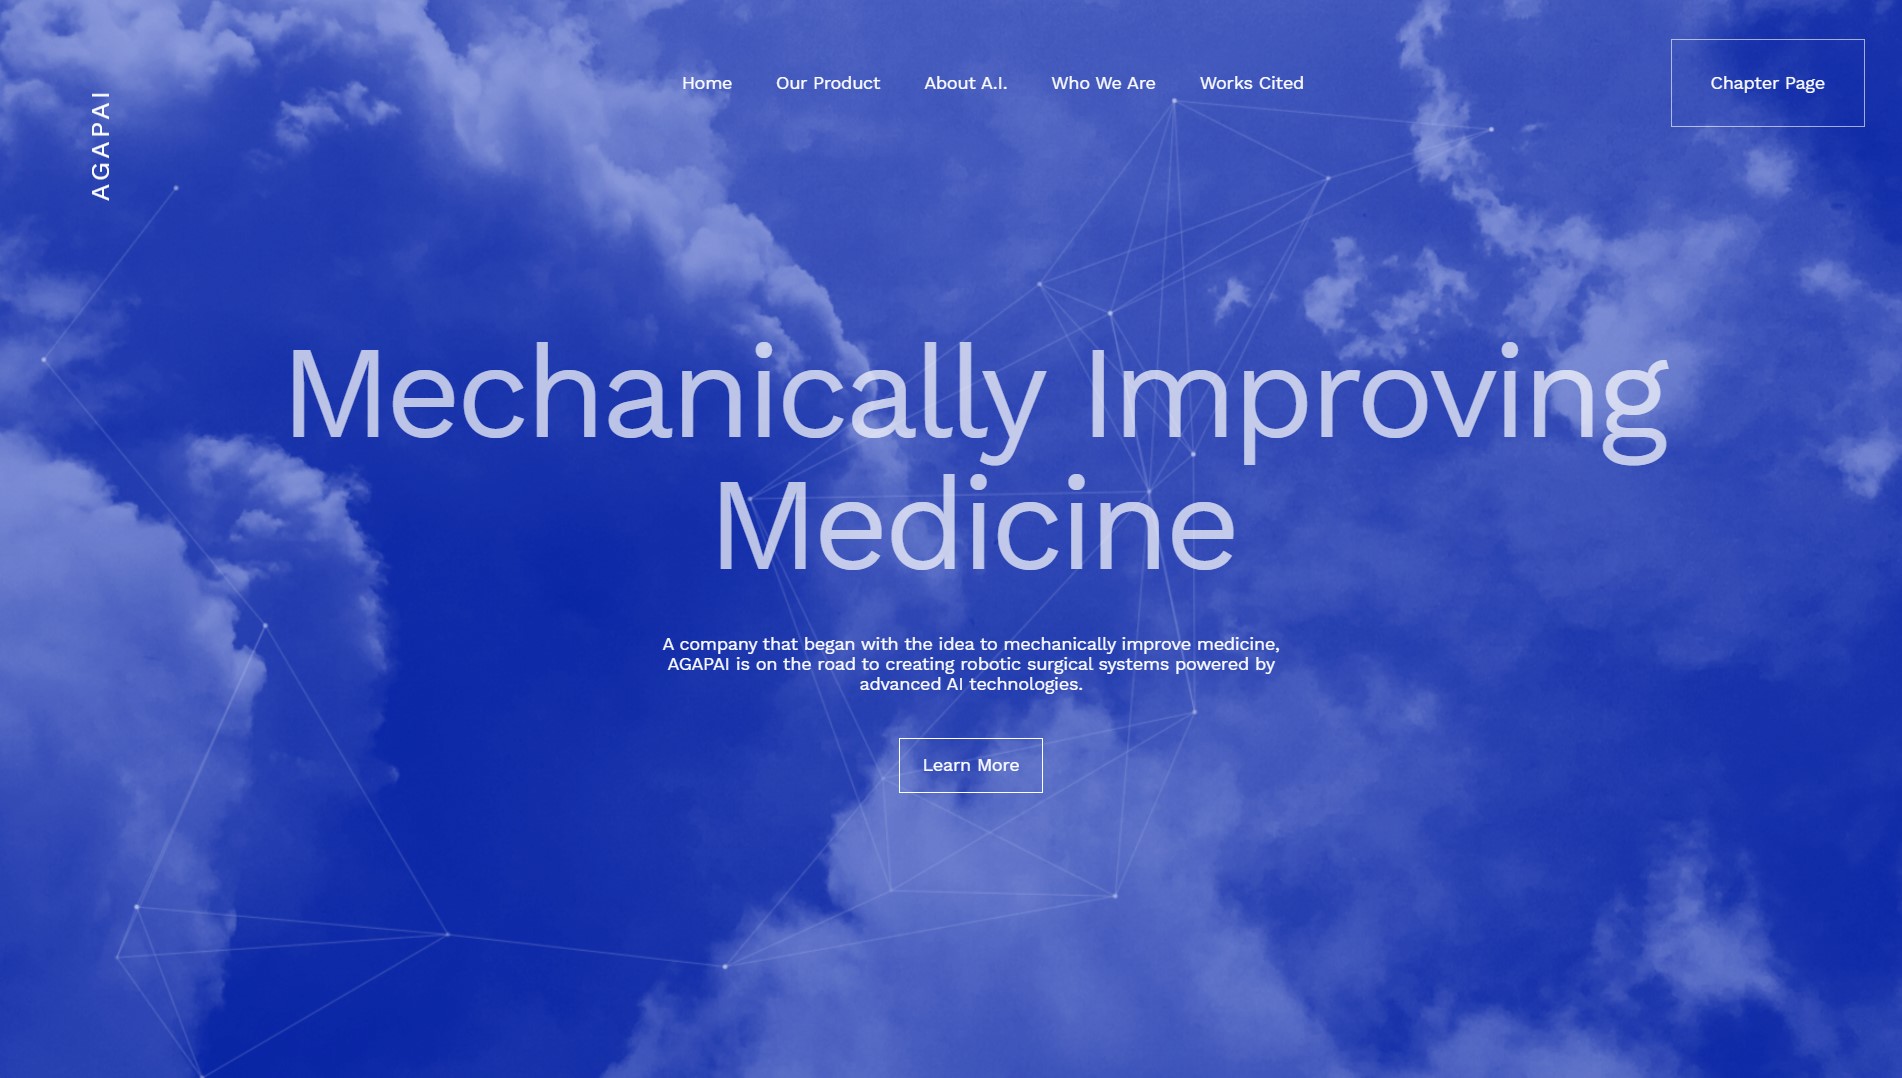 AGAPAI
Home
Our Product
About A.I.
Who We Are
Works Cited
Chapter Page
Mechanically Improving
Medicine
A company that began with the idea to mechanically improve medicine,
AGAPAI is on the road to creating robotic surgical systems powered by
advanced AI technologies.
Learn More